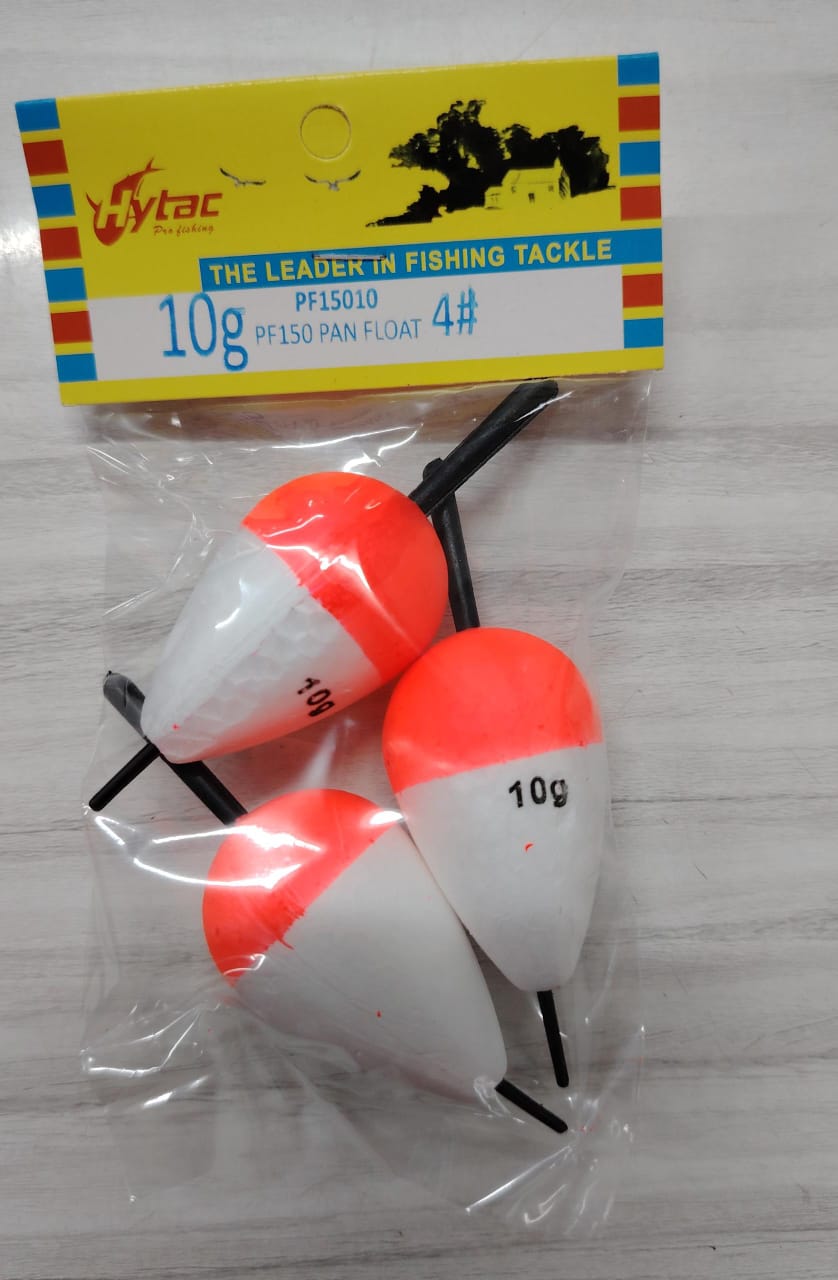 Hytac
Pro fishing
THE LEADER IN FISHING TACKLE
10g PF15010 4#
PF150 PAN FLOAT
10g
10g